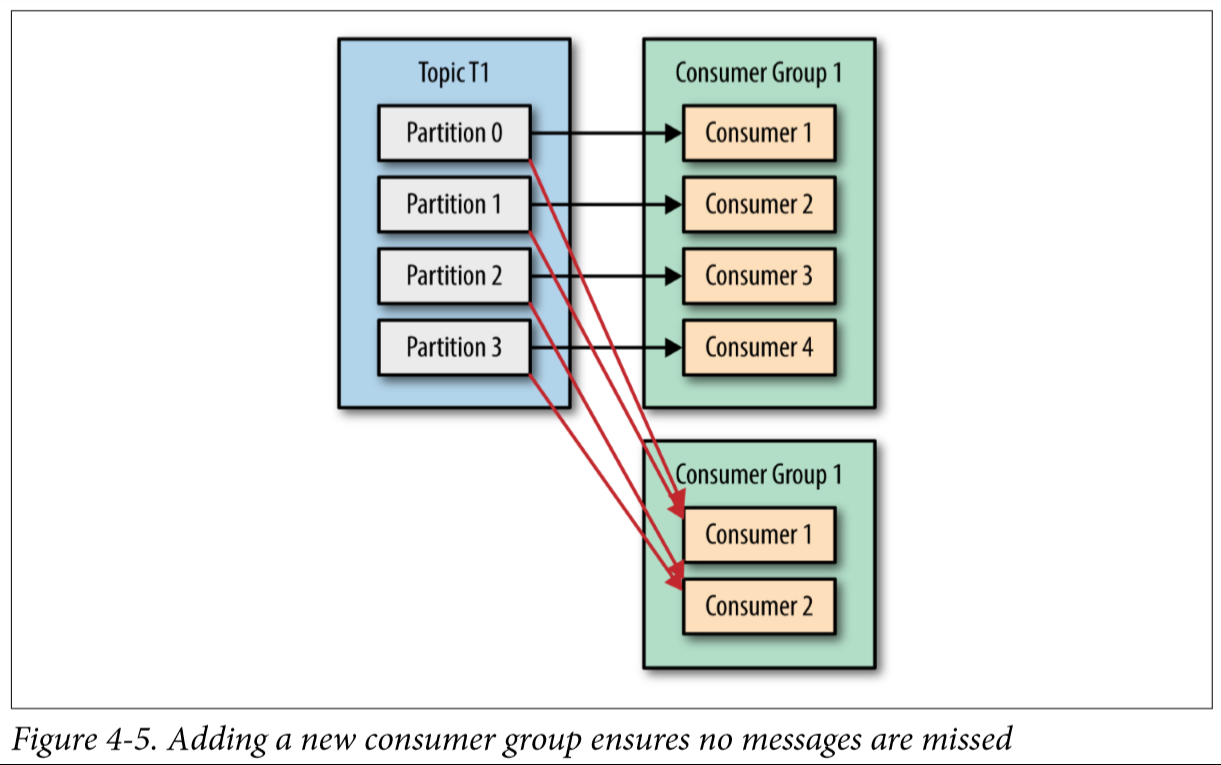 Topic T1
Partition 0
Partition 1
Partition 2
Partition 3
Consumer Group 1
Consumer 1
Consumer 2
Consumer 3
Consumer 4
Consumer Group 1
Consumer 1
Consumer 2
Figure 4-5. Adding a new consumer group ensures no messages are missed